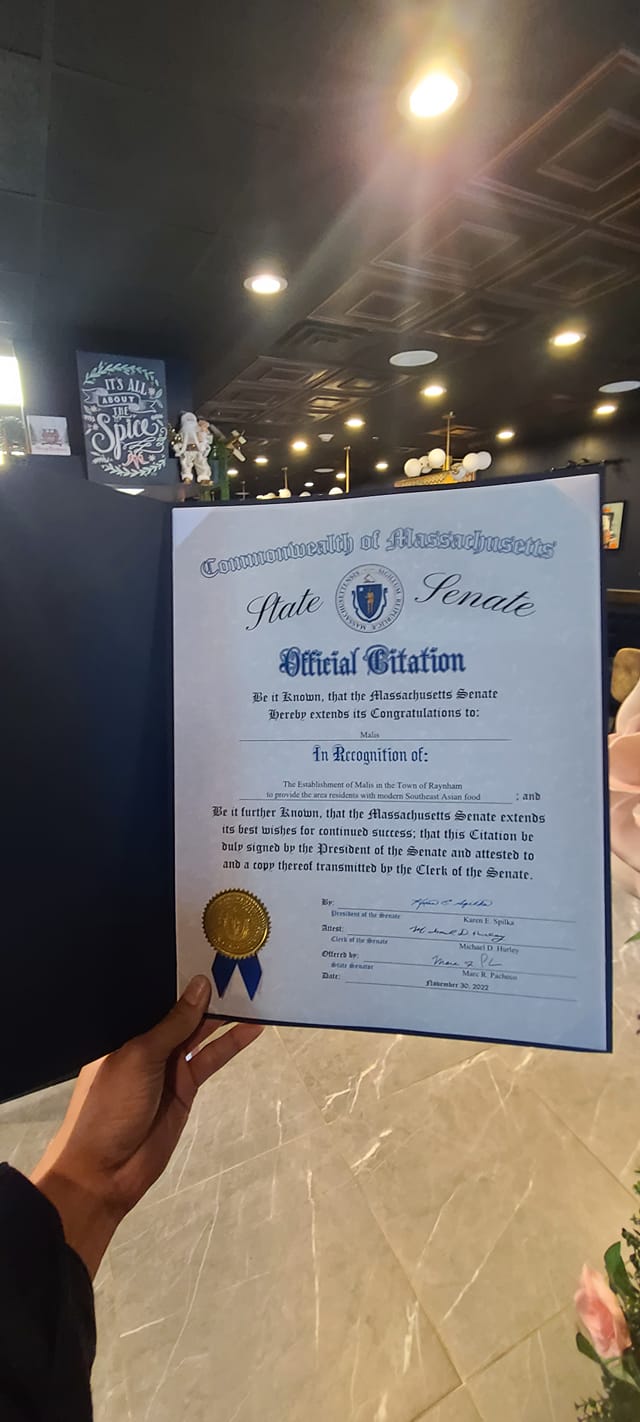 IT'S ALL
ABOUT
THE
Spice
Commonwealth of Massachusetts
State Senate
Official Citation
Be it Known, that the Massachusetts Senate
Hereby extends its Congratulations to:
Malis
In Recognition of:
The Establishment of Malis in the Town of Raynham
to provide the area residents with modern Southeast Asian food ; and
Be it further Known, that the Massachusetts Senate extends
its best wishes for continued success; that this Citation be
duly signed by the President of the Senate and attested to
and a copy thereof transmitted by the Clerk of the Senate.
By: Karen E. Spilka
President of the Senate Karen E. Spilka
Attest: Michael D Hurley
Clerk of the Senate Michael D. Hurley
Offered by:
State Senator Marc R. Pacheco
Date: November 30, 2022